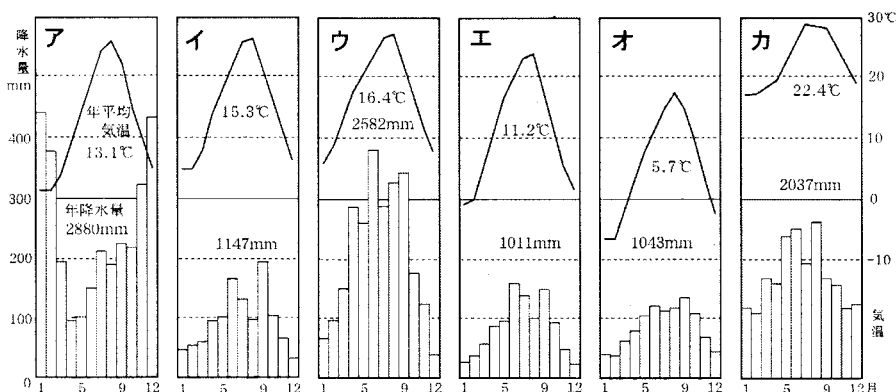 降水量
mm
400
300
200
100
0
ア
年平均
気温
13.1℃
年降水量
2880mm
1 5 9 12
イ
15.3℃
1147mm
1 5 9 12
ウ
16.4℃
2582mm
1 5 9 12
エ
11.2℃
1011mm
1 5 9 12
オ
5.7℃
1043mm
1 5 9 12
カ
22.4℃
2037mm
1 5 9 12月
30℃
20
10
0
-10
気温